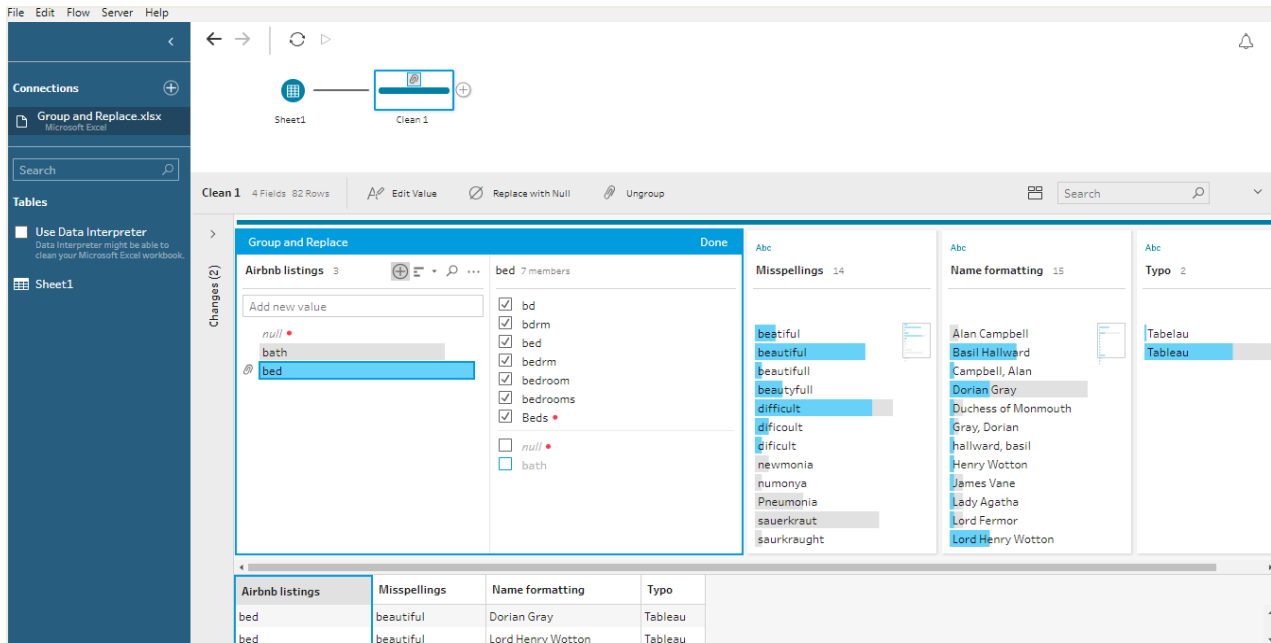 File Edit Flow Server Help
Connections
Group and Replace.xlsx
Microsoft Excel
Search
Tables
Use Data Interpreter
Data Interpreter might be able to
clean your Microsoft Excel workbook.
Sheet1
Sheet1
Clean 1
Clean 1 4 Fields 82 Rows Edit Value Replace with Null Ungroup Search
Changes (2)
Group and Replace Done
Airbnb listings 3
Add new value
null
bath
bed
bed 7 members
bd
bdrm
bed
bedrm
bedroom
bedrooms
Beds
null
bath
Abc
Misspellings 14
beatiful
beautiful
beautifull
beautyfull
difficult
dificoult
dificult
newmonia
numonya
Pneumonia
sauerkraut
saurkraught
Abc
Name formatting 15
Alan Campbell
Basil Hallward
Campbell, Alan
Dorian Gray
Duchess of Monmouth
Gray, Dorian
hallward, basil
Henry Wotton
James Vane
Lady Agatha
Lord Fermor
Lord Henry Wotton
Abc
Typo 2
Tabelau
Tableau
Airbnb listings Misspellings Name formatting Typo
bed beautiful Dorian Gray Tableau
bed beautiful Lord Henry Wotton Tableau